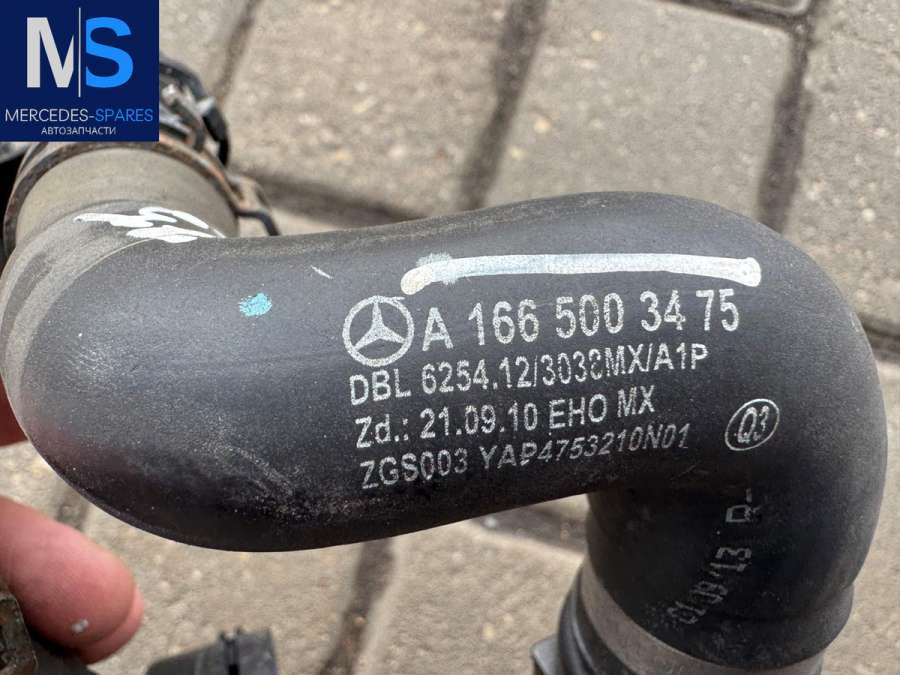 MS
MERCEDES-SPARES
АВТОЗАПЧАСТИ
A 166 500 34 75
DBL 6254.12/3038MX/A1P
Zd.: 21.09.10 EHO MX
ZGS003 YAP4753210N01
Q3